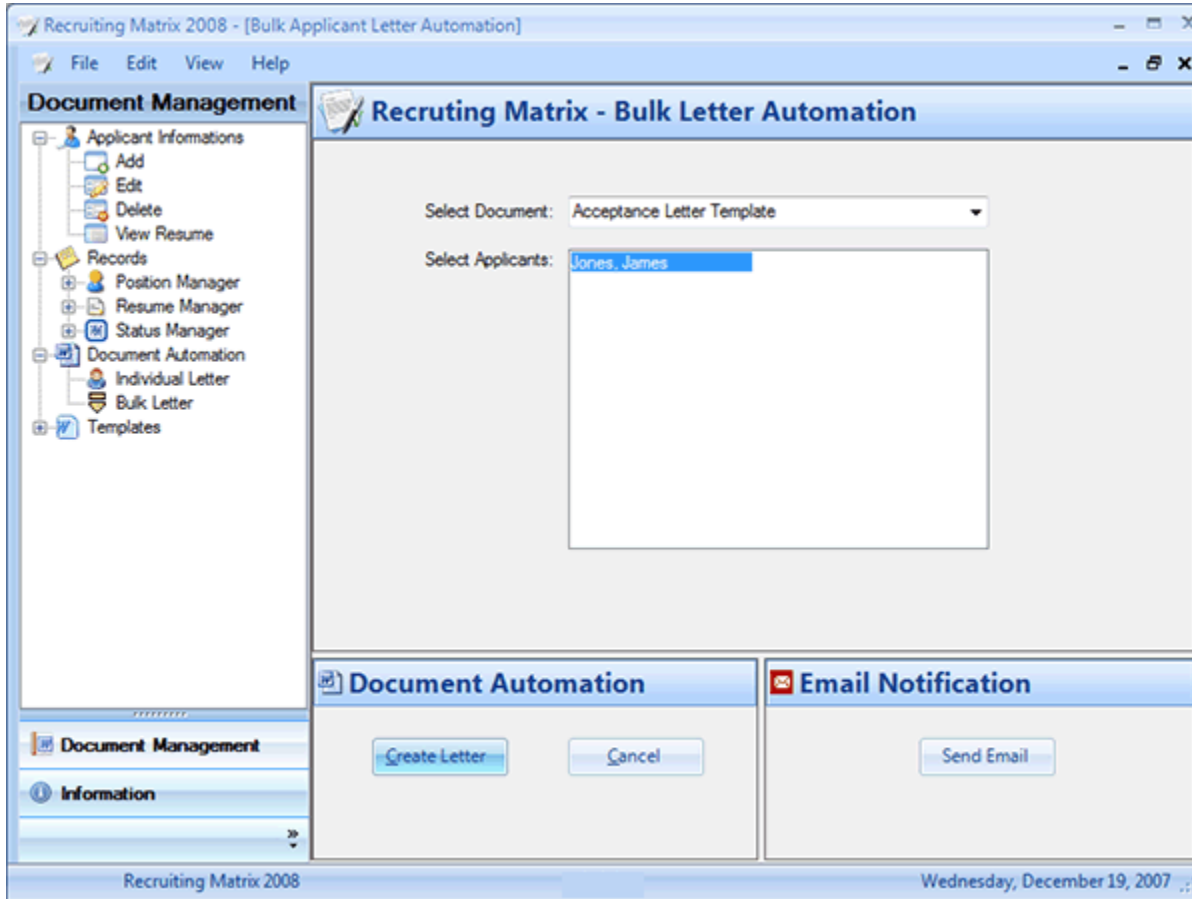 Recruiting Matrix 2008 - [Bulk Applicant Letter Automation]
File Edit View Help
Document Management
Applicant Informations
Add
Edit
Delete
View Resume
Records
Position Manager
Resume Manager
Status Manager
Document Automation
Individual Letter
Bulk Letter
Templates
Document Management
Information
Recruting Matrix - Bulk Letter Automation
Select Document: Acceptance Letter Template
Select Applicants: Jones, James
Document Automation
Create Letter Cancel
Email Notification
Send Email
Recruiting Matrix 2008 Wednesday, December 19, 2007